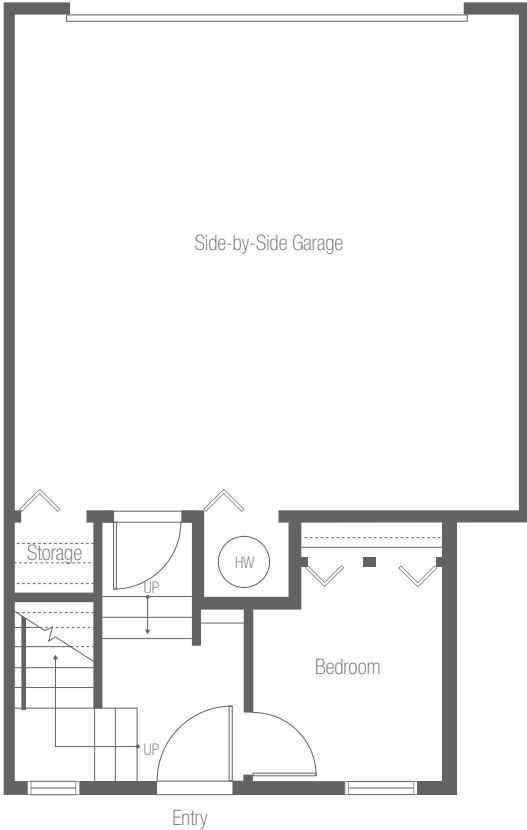 Side-by-Side Garage
Storage
HW
UP
Bedroom
UP
Entry